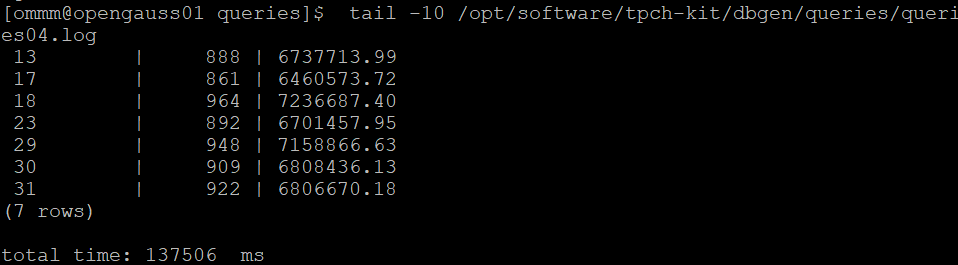 [ommm@opengauss01 queries]$  tail -10 /opt/software/tpch-kit/dbgen/queries/queri
es04.log
 13         |      888 | 6737713.99
 17         |      861 | 6460573.72
 18         |      964 | 7236687.40
 23         |      892 | 6701457.95
 29         |      948 | 7158866.63
 30         |      909 | 6808436.13
 31         |      922 | 6806670.18
(7 rows)
total time: 137506  ms